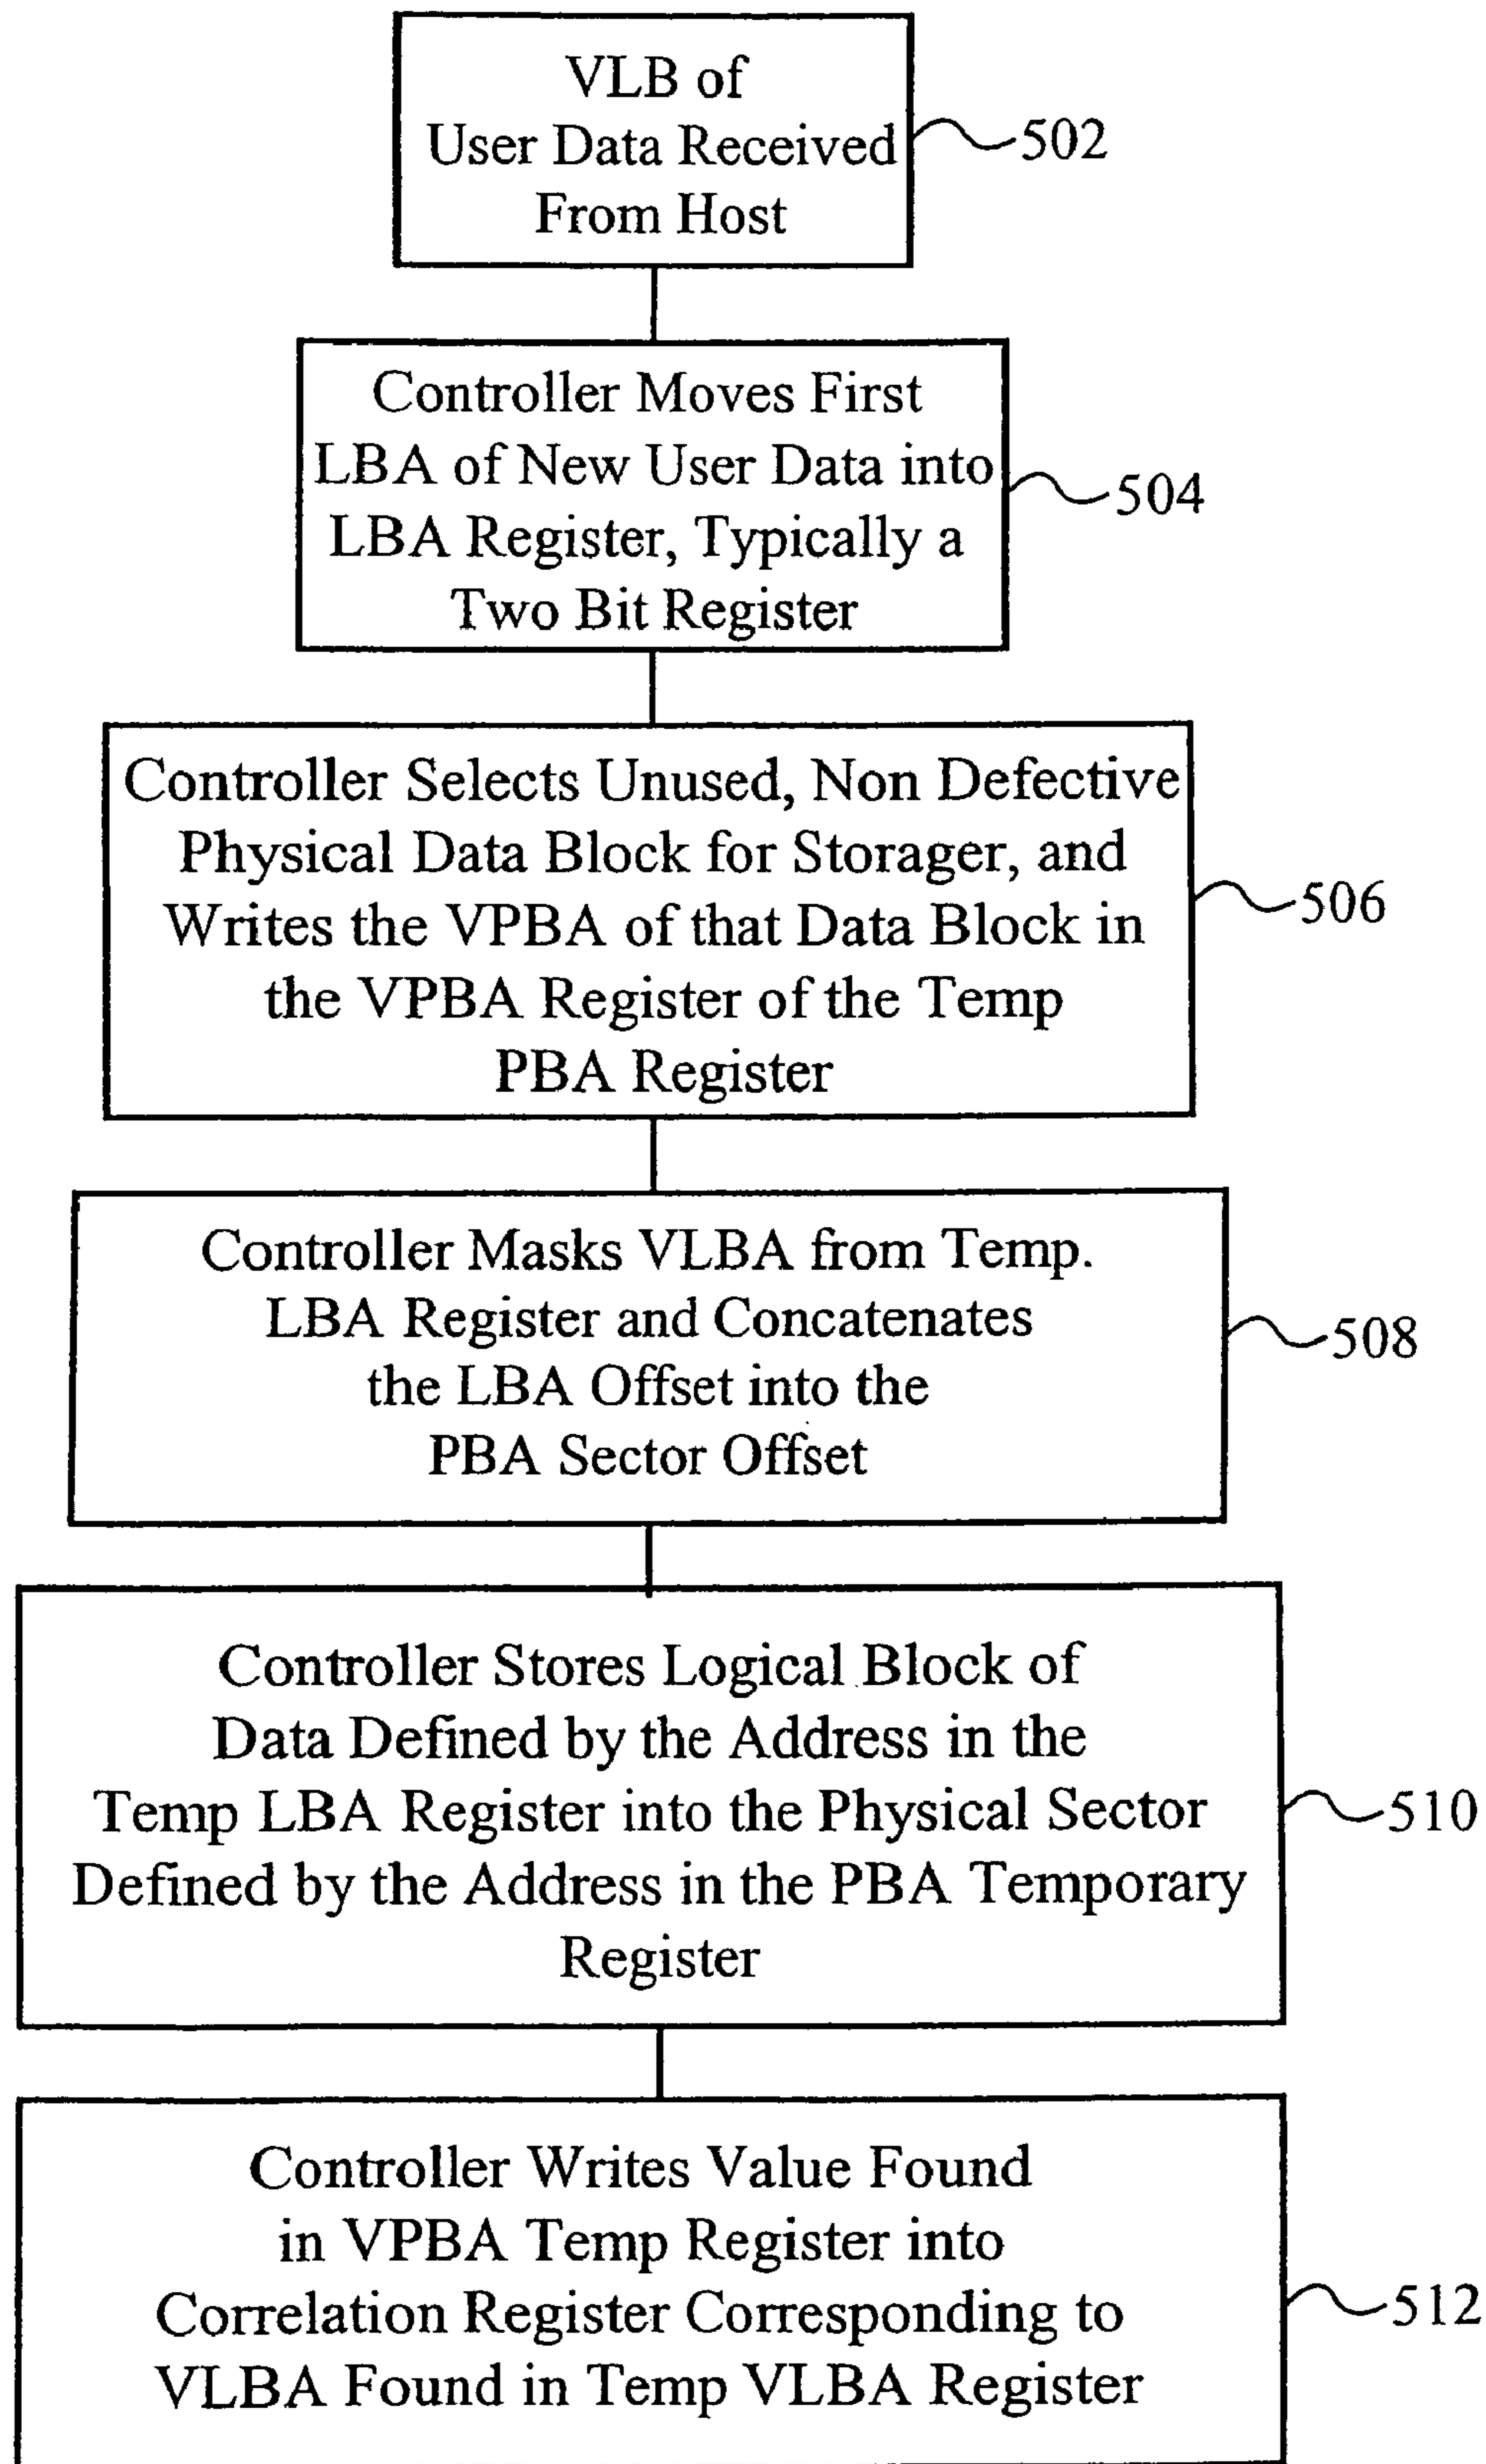 VLB of
User Data Received
From Host
502
Controller Moves First
LBA of New User Data into
LBA Register, Typically a
Two Bit Register
504
Controller Selects Unused, Non Defective
Physical Data Block for Storager, and
Writes the VPBA of that Data Block in
the VPBA Register of the Temp
PBA Register
506
Controller Masks VLBA from Temp.
LBA Register and Concatenates
the LBA Offset into the
PBA Sector Offset
508
Controller Stores Logical Block of
Data Defined by the Address in the
Temp LBA Register into the Physical Sector
Defined by the Address in the PBA Temporary
Register
510
Controller Writes Value Found
in VPBA Temp Register into
Correlation Register Corresponding to
VLBA Found in Temp VLBA Register
512